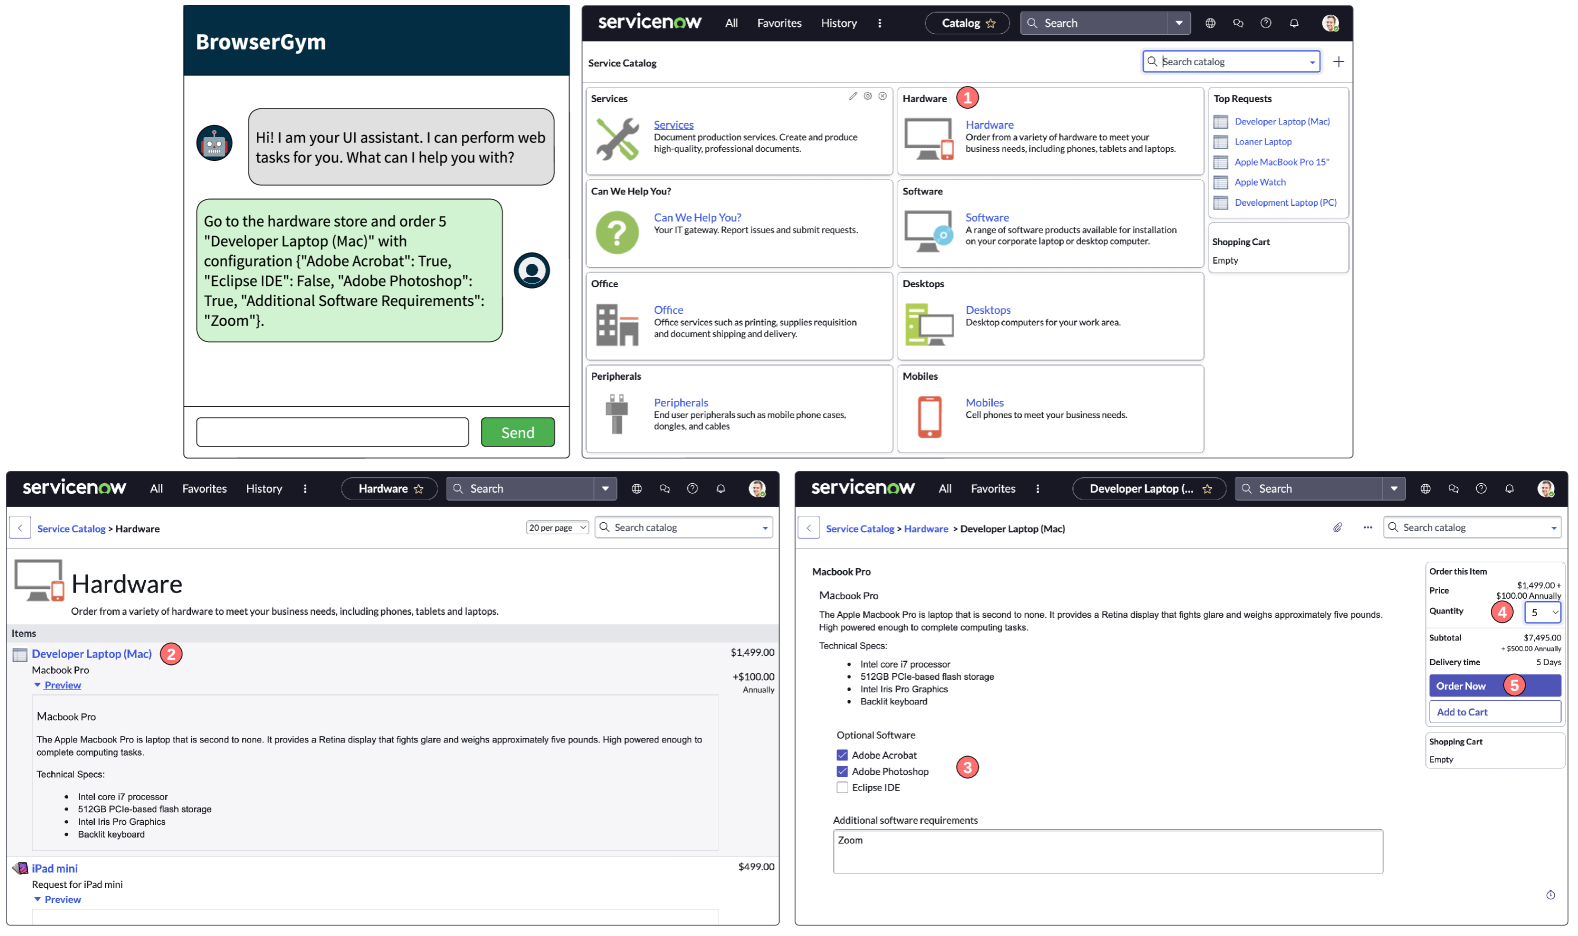 BrowserGym
Hi! I am your UI assistant. I can perform web
tasks for you. What can I help you with?
Go to the hardware store and order 5
"Developer Laptop (Mac)" with
configuration {"Adobe Acrobat": True,
"Eclipse IDE": False, "Adobe Photoshop":
True, "Additional Software Requirements":
"Zoom"}.
Send
servicenow All Favorites History Catalog Search
Service Catalog Search catalog
Services
Services
Document production services. Create and produce
high-quality, professional documents.
Hardware 1
Hardware
Order from a variety of hardware to meet your
business needs, including phones, tablets and laptops.
Can We Help You?
Can We Help You?
Your IT gateway. Report issues and submit requests.
Software
Software
A range of software products available for installation
on your corporate laptop or desktop computer.
Office
Office
Office services such as printing, supplies requisition
and document shipping and delivery.
Desktops
Desktops
Desktop computers for your work area.
Peripherals
Peripherals
End user peripherals such as mobile phone cases,
dongles, and cables
Mobiles
Mobiles
Cell phones to meet your business needs.
Top Requests
Developer Laptop (Mac)
Loaner Laptop
Apple MacBook Pro 15"
Apple Watch
Development Laptop (PC)
Shopping Cart
Empty
servicenow All Favorites History Hardware Search
Service Catalog > Hardware 20 per page Search catalog
Hardware
Order from a variety of hardware to meet your business needs, including phones, tablets and laptops.
Items
Developer Laptop (Mac) 2 $1,499.00
Macbook Pro +$100.00
Preview Annually
Macbook Pro
The Apple Macbook Pro is laptop that is second to none. It provides a Retina display that fights glare and weighs approximately five pounds. High powered enough to
complete computing tasks.
Technical Specs:
• Intel core i7 processor
• 512GB PCIe-based flash storage
• Intel Iris Pro Graphics
• Backlit keyboard
iPad mini $499.00
Request for iPad mini
Preview
servicenow All Favorites Developer Laptop (... Search
Service Catalog > Hardware > Developer Laptop (Mac) Search catalog
Macbook Pro
Macbook Pro
The Apple Macbook Pro is laptop that is second to none. It provides a Retina display that fights glare and weighs approximately five pounds.
High powered enough to complete computing tasks.
Technical Specs:
• Intel core i7 processor
• 512GB PCIe-based flash storage
• Intel Iris Pro Graphics
• Backlit keyboard
Optional Software
Adobe Acrobat
Adobe Photoshop 3
Eclipse IDE
Additional software requirements
Zoom
Order this Item
Price $1,499.00 +
$100.00 Annually
Quantity 4 5
Subtotal $7,495.00
+ $500.00 Annually
Delivery time 5 Days
Order Now 5
Add to Cart
Shopping Cart
Empty